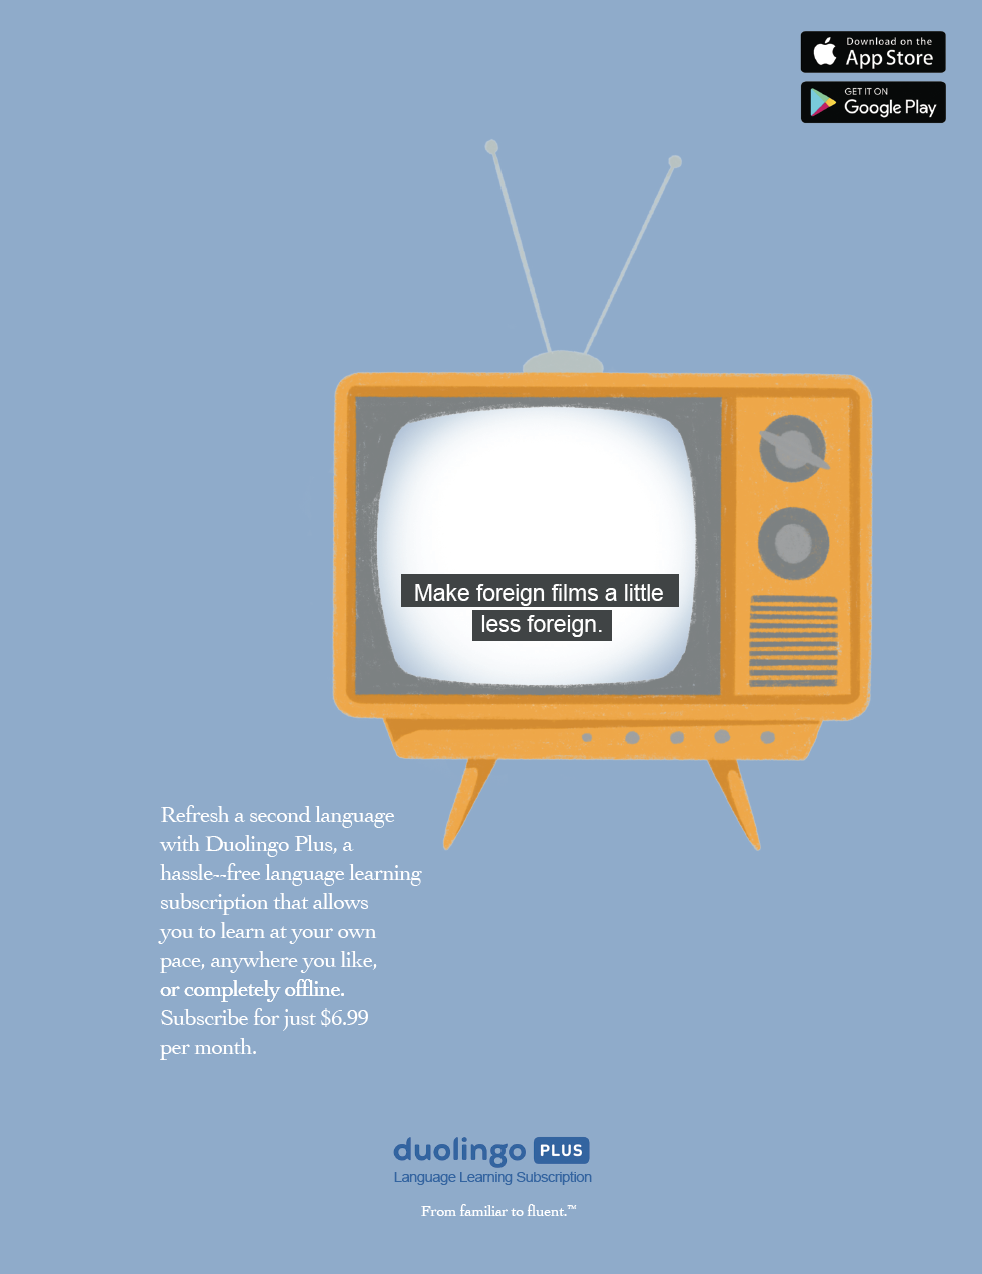 Download on the
App Store
GET IT ON
Google Play
Make foreign films a little
less foreign.
Refresh a second language
with Duolingo Plus, a
hassle--free language learning
subscription that allows
you to learn at your own
pace, anywhere you like,
or completely offline.
Subscribe for just $6.99
per month.
duolingo PLUS
Language Learning Subscription
From familiar to fluent.™